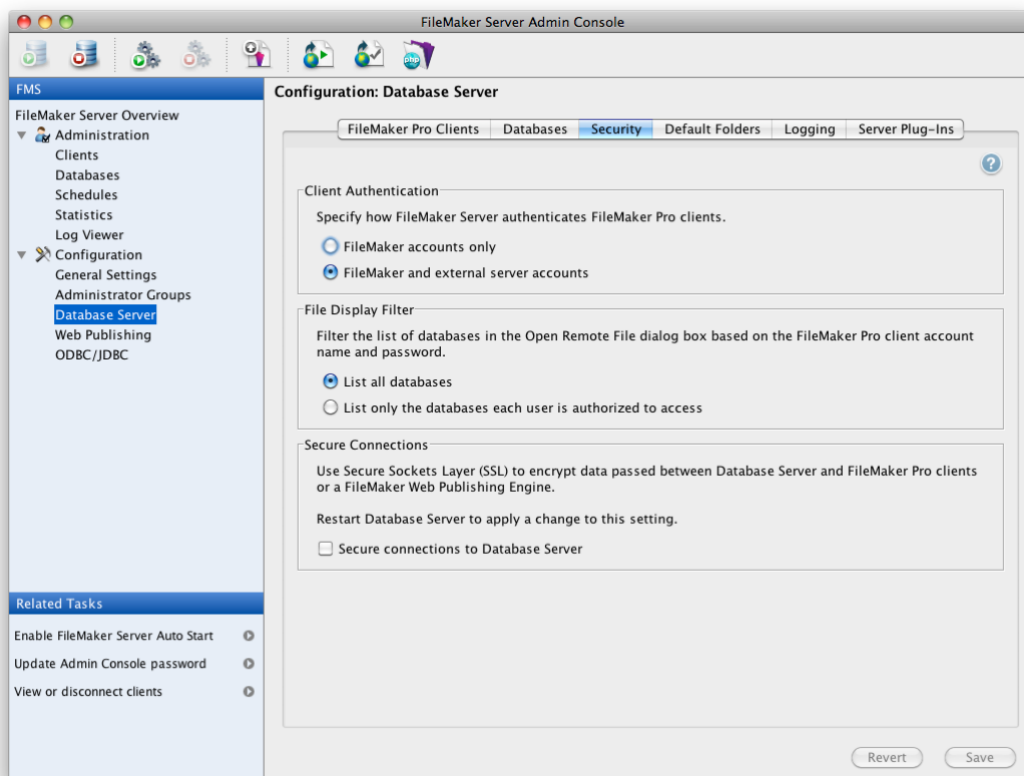 FileMaker Server Admin Console
php
FMS
FileMaker Server Overview
Administration
Clients
Databases
Schedules
Statistics
Log Viewer
Configuration
General Settings
Administrator Groups
Database Server
Web Publishing
ODBC/JDBC
Related Tasks
Enable FileMaker Server Auto Start
Update Admin Console password
View or disconnect clients
Configuration: Database Server
FileMaker Pro Clients Databases Security Default Folders Logging Server Plug-Ins
?
Client Authentication
Specify how FileMaker Server authenticates FileMaker Pro clients.
FileMaker accounts only
FileMaker and external server accounts
File Display Filter
Filter the list of databases in the Open Remote File dialog box based on the FileMaker Pro client account
name and password.
List all databases
List only the databases each user is authorized to access
Secure Connections
Use Secure Sockets Layer (SSL) to encrypt data passed between Database Server and FileMaker Pro clients
or a FileMaker Web Publishing Engine.
Restart Database Server to apply a change to this setting.
Secure connections to Database Server
Revert Save